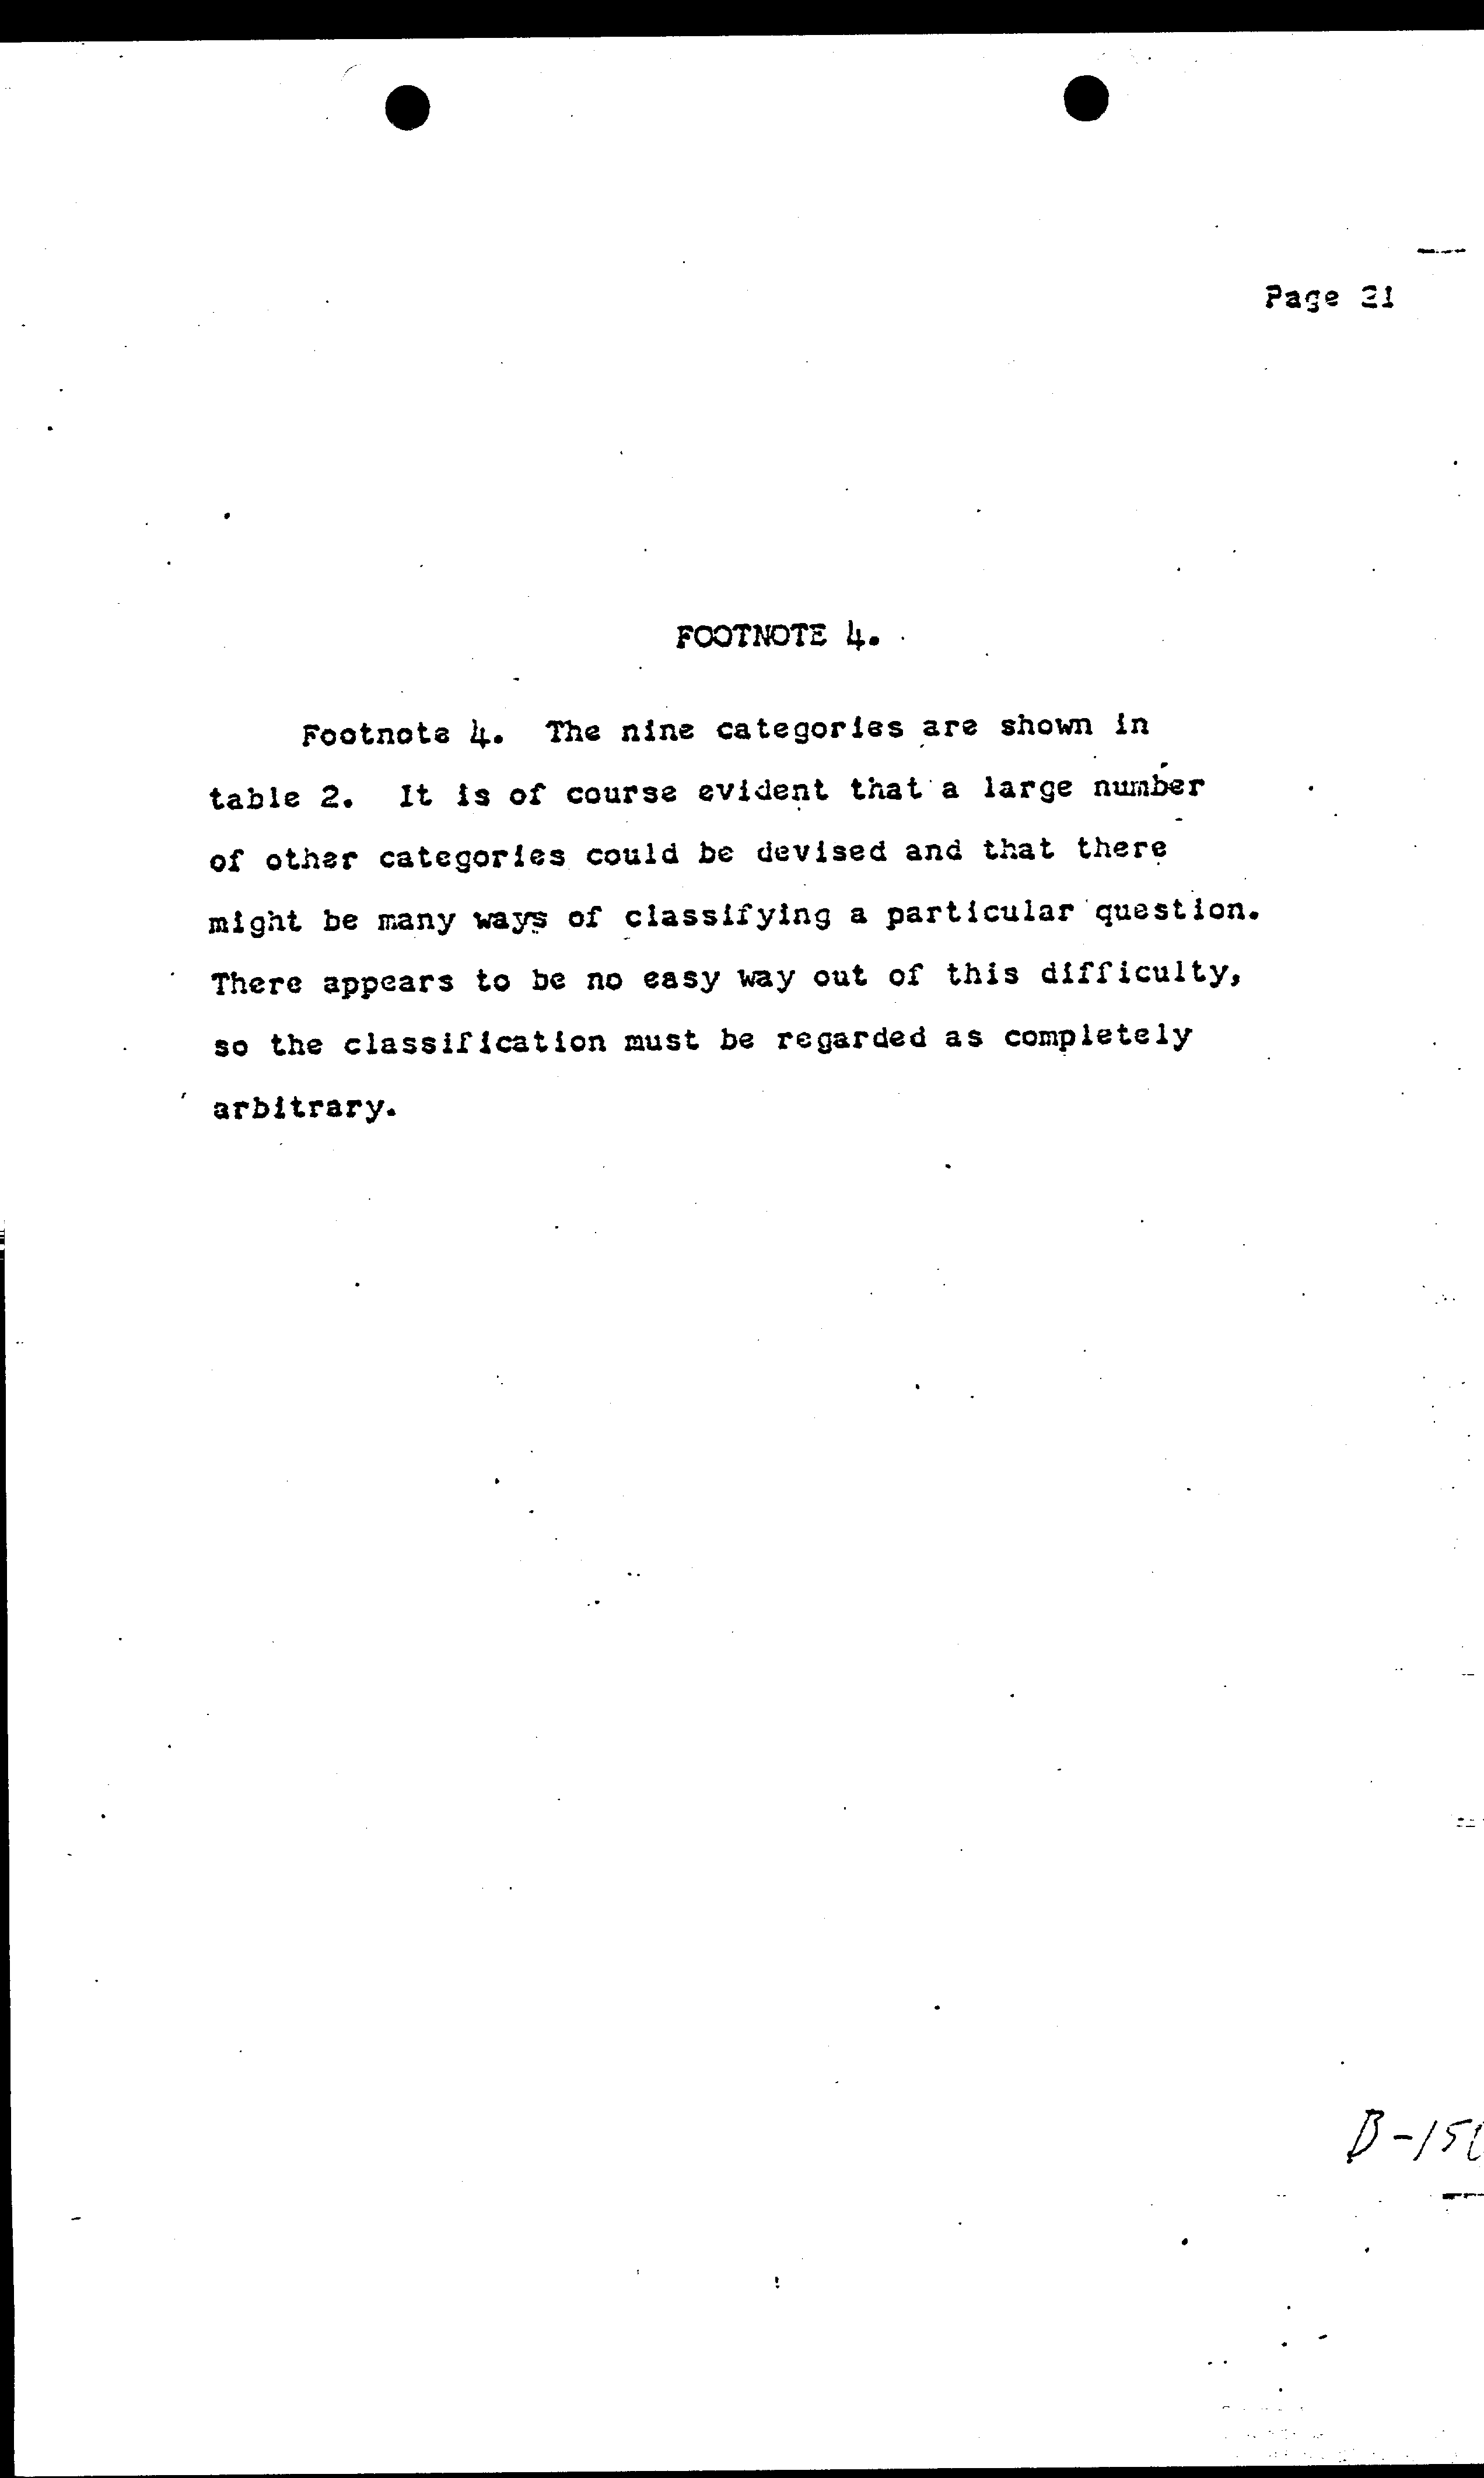 Page 21
FOOTNOTE 4.
Footnote 4. The nine categories are shown in
table 2. It is of course evident that a large number
of other categories could be devised and that there
might be many ways of classifying a particular question.
There appears to be no easy way out of this difficulty,
so the classification must be regarded as completely
arbitrary.